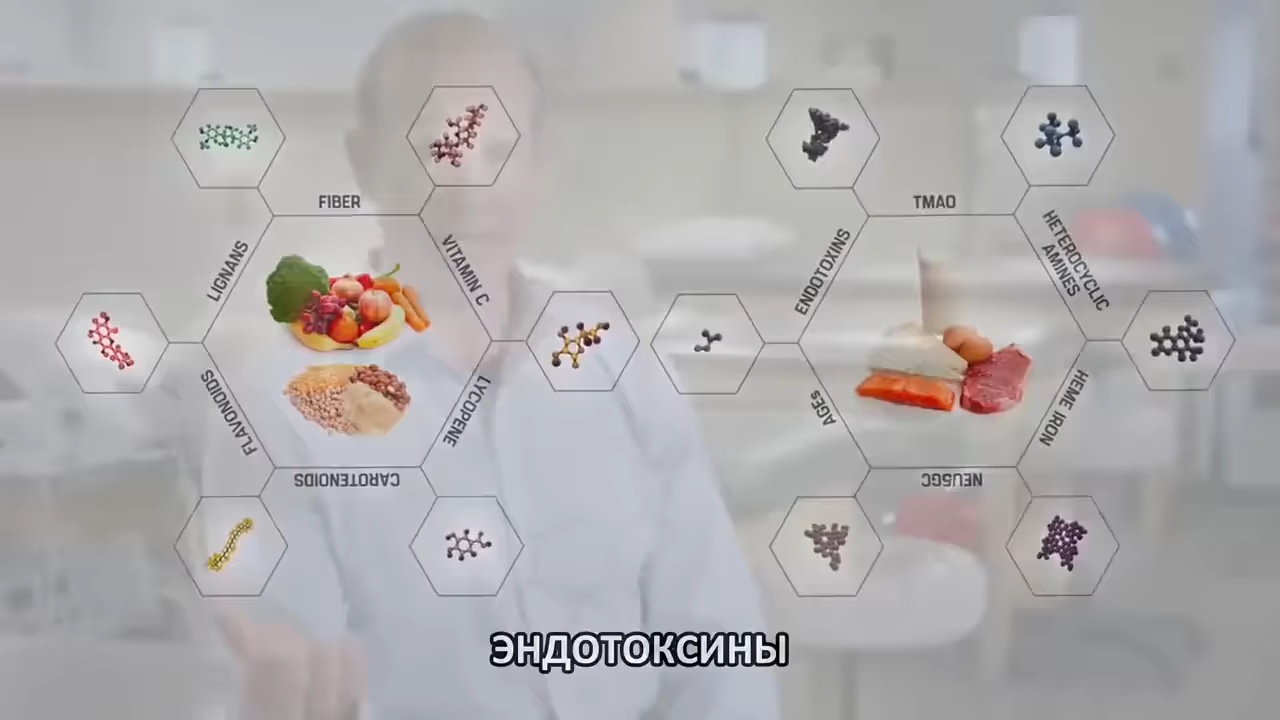 FIBER
VITAMIN C
LYCOPENE
CAROTENOIDS
FLAVONOIDS
LIGNANS
TMAO
HETEROCYCLIC
AMINES
HEME IRON
NEU5GC
AGEs
ENDOTOXINS
ЭНДОТОКСИНЫ